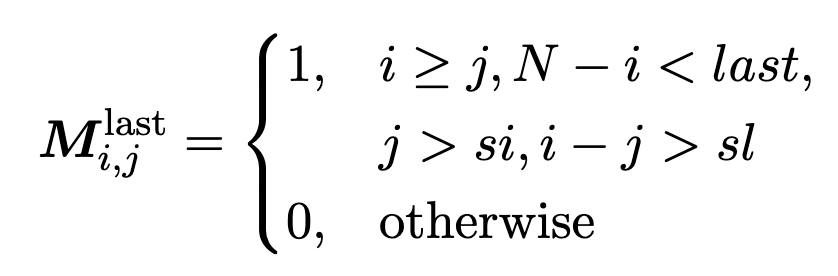 1, i ≥ j, N − i < last,
M^{last}_{i,j} = { j > si, i − j > sl
0, otherwise